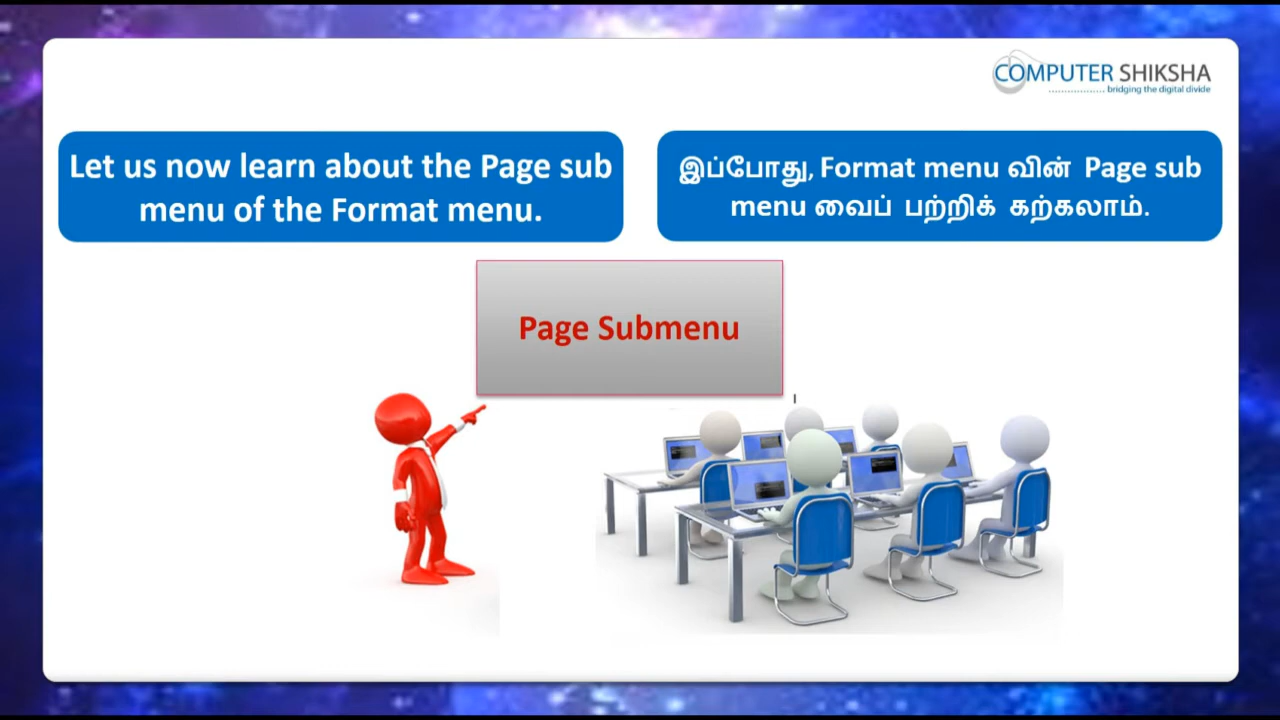 COMPUTER SHIKSHA
bridging the digital divide
Let us now learn about the Page sub
menu of the Format menu.
இப்போது, Format menu வின் Page sub
menu வைப் பற்றிக் கற்கலாம்.
Page Submenu